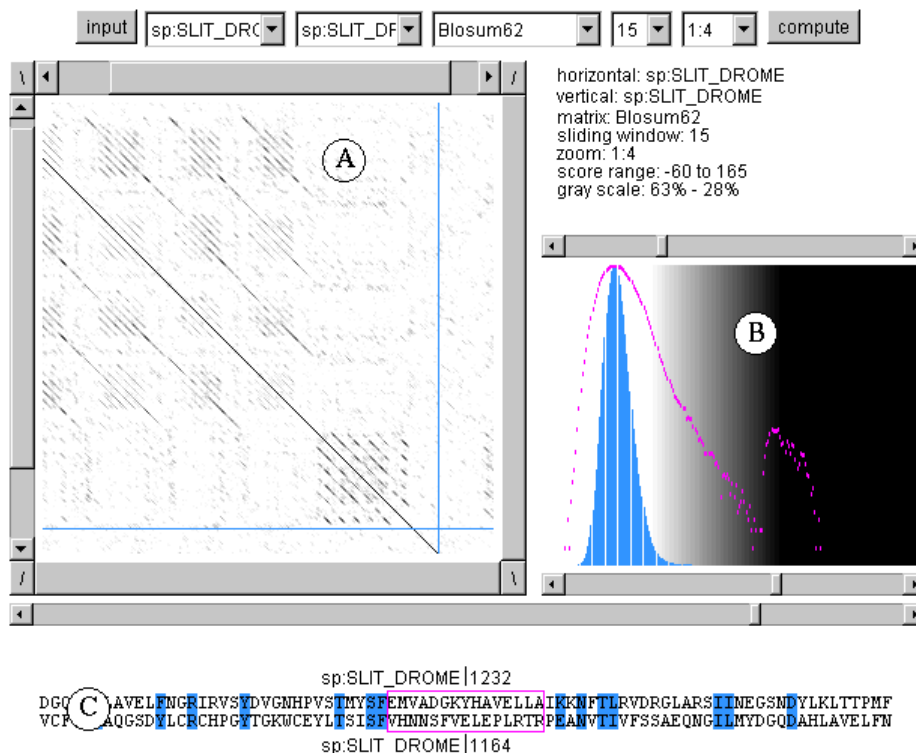 input sp:SLIT_DRO sp:SLIT_DF Blosum62 15 1:4 compute
\ /
horizontal: sp:SLIT_DROME
vertical: sp:SLIT_DROME
matrix: Blosum62
sliding window: 15
zoom: 1:4
score range: -60 to 165
gray scale: 63% - 28%
A
B
/ \
sp:SLIT_DROME|1232
DGQ AVELFNGRIRVSYDVGNHPVSTMYSFEMVADGKYHAVELLAIKKNFTLRVDRGLARSIINEGSNDYLKLTTPMF
C
VCF AQGSDYLCRCHPGYTGKWCEYLTSISFVHNNSFVELEPLRTRPEANVTIVFSSAEQNGILMYDGQDAHLAVELFN
sp:SLIT_DROME|1164